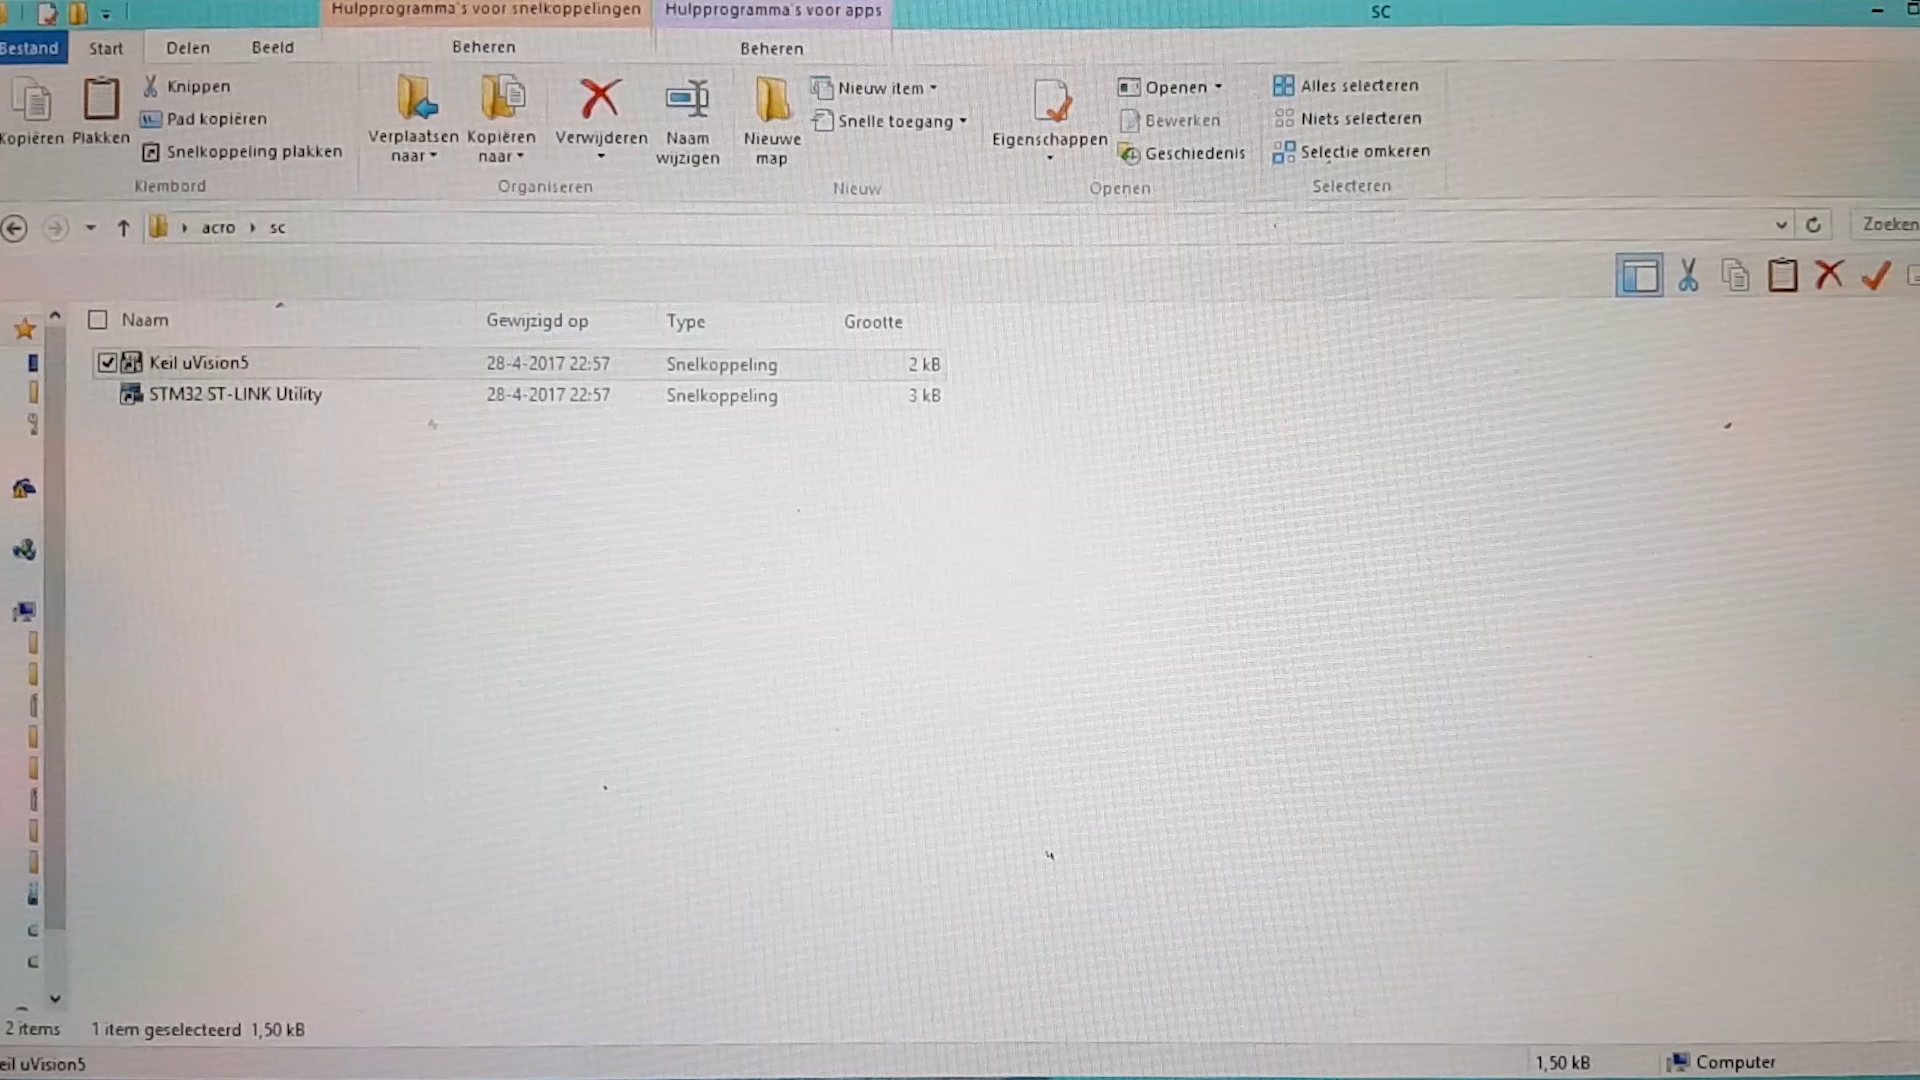 Hulpprogramma's voor snelkoppelingen Hulpprogramma's voor apps SC
Bestand Start Delen Beeld Beheren Beheren
Kopiëren Plakken Knippen
Pad kopiëren
Snelkoppeling plakken
Klembord
Verplaatsen naar Kopiëren naar Verwijderen Naam wijzigen
Organiseren
Nieuwe map Nieuw item
Snelle toegang
Nieuw
Eigenschappen Openen
Bewerken
Geschiedenis
Openen
Alles selecteren
Niets selecteren
Selectie omkeren
Selecteren
acro sc Zoeken
Naam Gewijzigd op Type Grootte
Keil uVision5 28-4-2017 22:57 Snelkoppeling 2 kB
STM32 ST-LINK Utility 28-4-2017 22:57 Snelkoppeling 3 kB
2 items 1 item geselecteerd 1,50 kB
eil uVision5 1,50 kB Computer